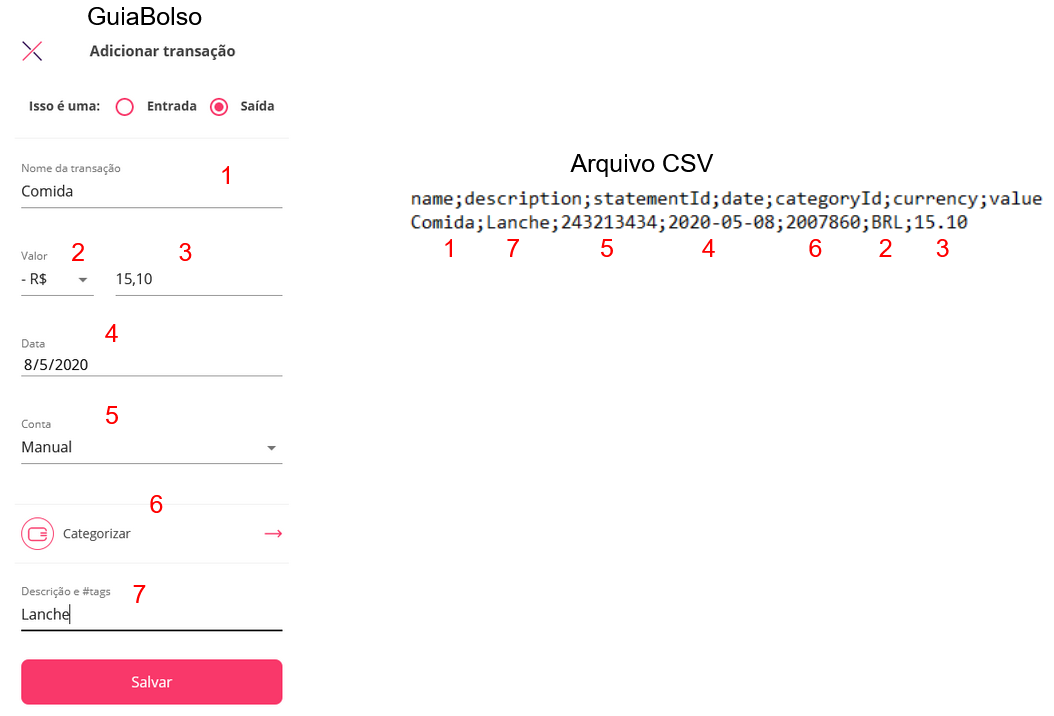 GuiaBolso
Adicionar transação
Isso é uma: Entrada Saída
Nome da transação
1
Comida
Valor 2 3
- R$ 15,10
4
Data
8/5/2020
5
Conta
Manual
6
Categorizar
Descrição e #tags 7
Lanche
Salvar
Arquivo CSV
name;description;statementId;date;categoryId;currency;value
Comida;Lanche;243213434;2020-05-08;2007860;BRL;15.10
1 7 5 4 6 2 3